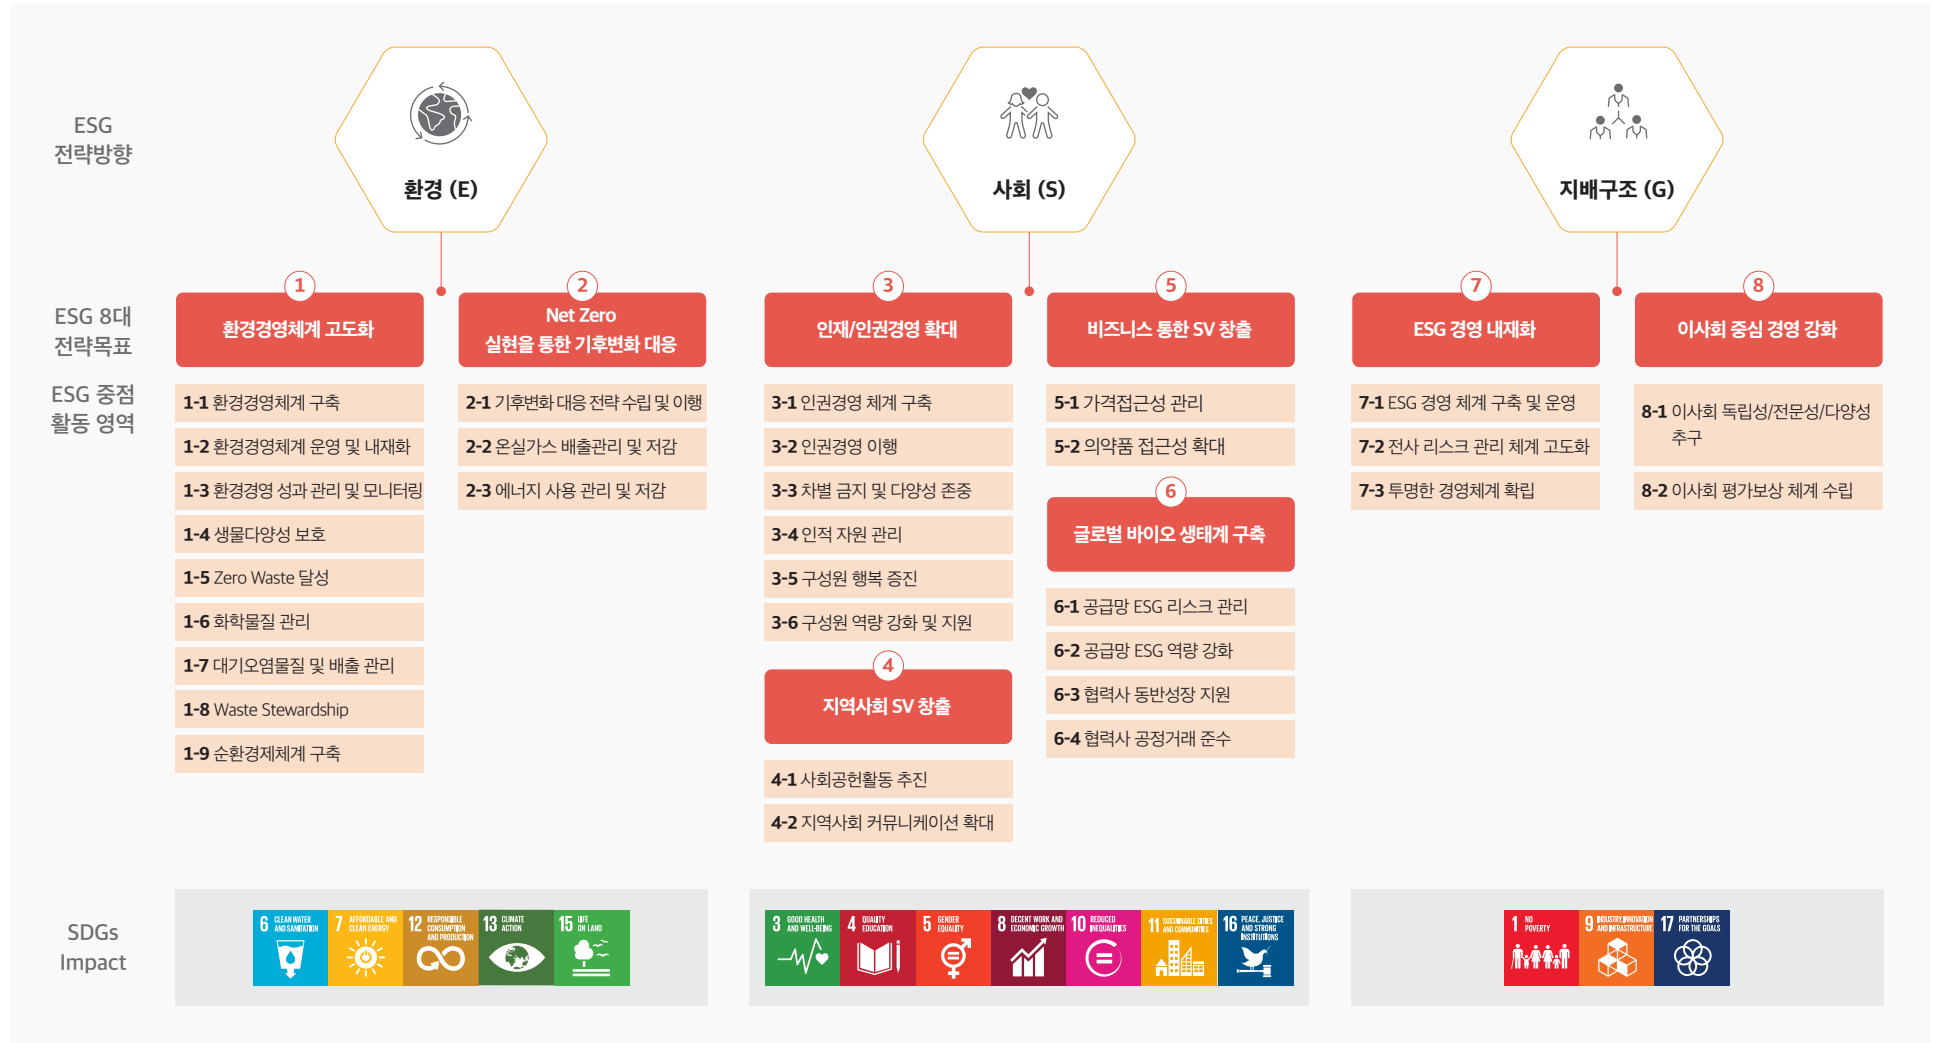 ESG
전략방향
환경 (E)
사회 (S)
지배구조 (G)
ESG 8대
전략목표
ESG 중점
활동 영역
1
환경경영체계 고도화
1-1 환경경영체계 구축
1-2 환경경영체계 운영 및 내재화
1-3 환경경영 성과 관리 및 모니터링
1-4 생물다양성 보호
1-5 Zero Waste 달성
1-6 화학물질 관리
1-7 대기오염물질 및 배출 관리
1-8 Waste Stewardship
1-9 순환경제체계 구축
2
Net Zero
실현을 통한 기후변화 대응
2-1 기후변화 대응 전략 수립 및 이행
2-2 온실가스 배출관리 및 저감
2-3 에너지 사용 관리 및 저감
3
인재/인권경영 확대
3-1 인권경영 체계 구축
3-2 인권경영 이행
3-3 차별 금지 및 다양성 존중
3-4 인적 자원 관리
3-5 구성원 행복 증진
3-6 구성원 역량 강화 및 지원
4
지역사회 SV 창출
4-1 사회공헌활동 추진
4-2 지역사회 커뮤니케이션 확대
5
비즈니스 통한 SV 창출
5-1 가격접근성 관리
5-2 의약품 접근성 확대
6
글로벌 바이오 생태계 구축
6-1 공급망 ESG 리스크 관리
6-2 공급망 ESG 역량 강화
6-3 협력사 동반성장 지원
6-4 협력사 공정거래 준수
7
ESG 경영 내재화
7-1 ESG 경영 체계 구축 및 운영
7-2 전사 리스크 관리 체계 고도화
7-3 투명한 경영체계 확립
8
이사회 중심 경영 강화
8-1 이사회 독립성/전문성/다양성
추구
8-2 이사회 평가보상 체계 수립
SDGs
Impact
6 CLEAN WATER
AND SANITATION
7 AFFORDABLE AND
CLEAN ENERGY
12 RESPONSIBLE
CONSUMPTION
AND PRODUCTION
13 CLIMATE
ACTION
15 LIFE
ON LAND
3 GOOD HEALTH
AND WELL-BEING
4 QUALITY
EDUCATION
5 GENDER
EQUALITY
8 DECENT WORK AND
ECONOMIC GROWTH
10 REDUCED
INEQUALITIES
11 SUSTAINABLE CITIES
AND COMMUNITIES
16 PEACE, JUSTICE
AND STRONG
INSTITUTIONS
1 NO
POVERTY
9 INDUSTRY, INNOVATION
AND INFRASTRUCTURE
17 PARTNERSHIPS
FOR THE GOALS